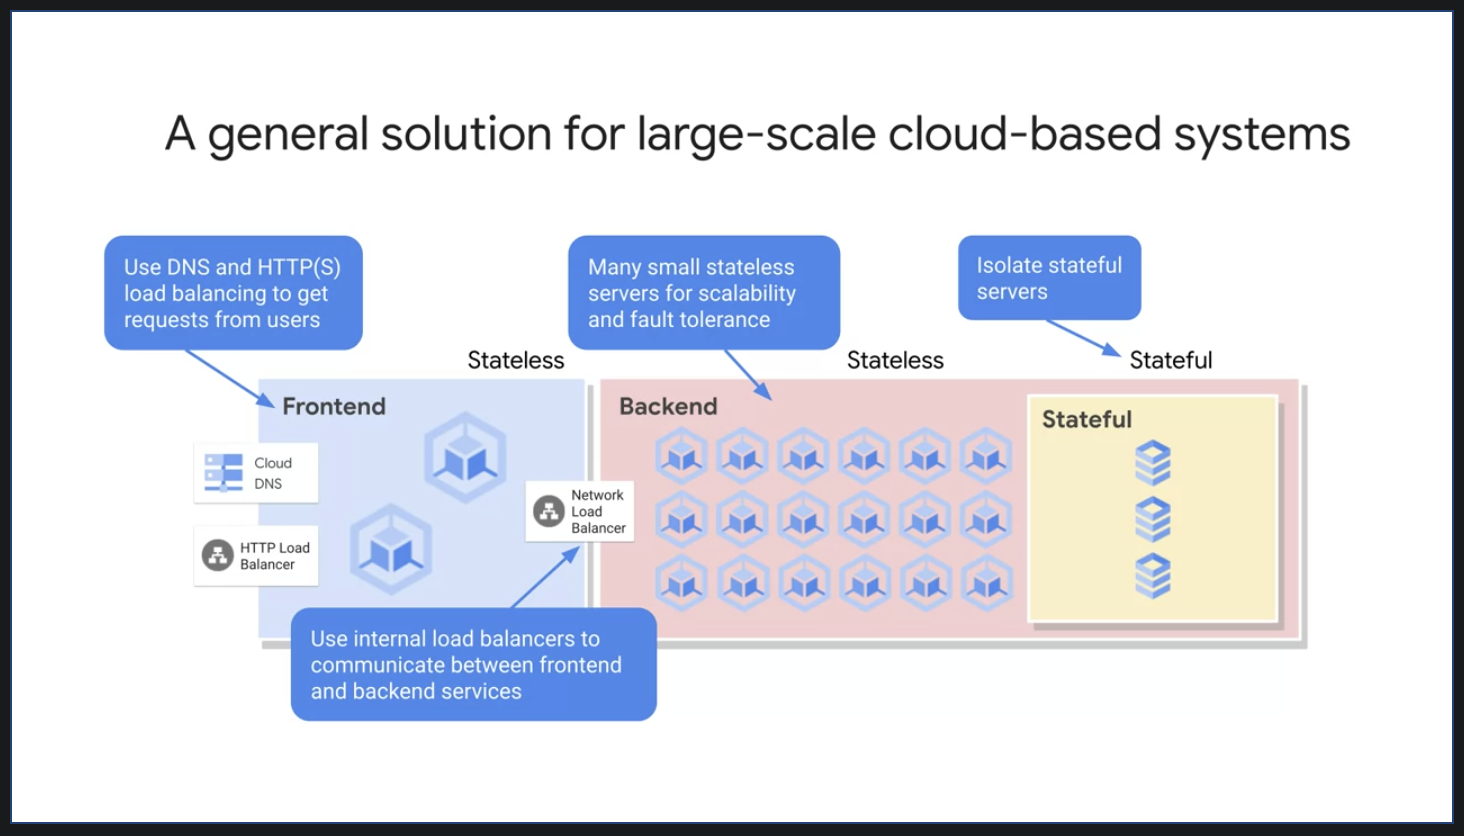 A general solution for large-scale cloud-based systems
Use DNS and HTTP(S)
load balancing to get
requests from users
Many small stateless
servers for scalability
and fault tolerance
Isolate stateful
servers
Stateless
Stateless
Stateful
Frontend
Backend
Stateful
Cloud
DNS
HTTP Load
Balancer
Network
Load
Balancer
Use internal load balancers to
communicate between frontend
and backend services